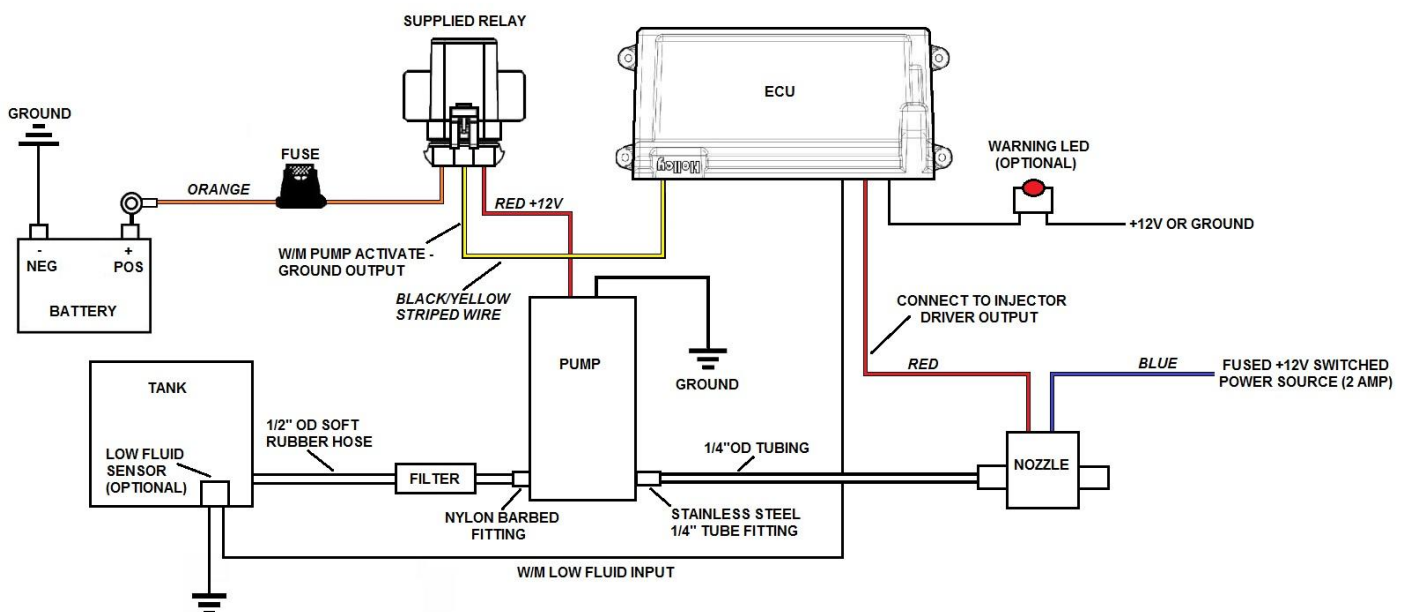 SUPPLIED RELAY
ECU
GROUND
FUSE
WARNING LED
(OPTIONAL)
Holley
ORANGE
RED +12V
+12V OR GROUND
-
+
NEG
POS
BATTERY
W/M PUMP ACTIVATE -
GROUND OUTPUT
BLACK/YELLOW
STRIPED WIRE
CONNECT TO INJECTOR
DRIVER OUTPUT
PUMP
GROUND
RED
BLUE
FUSED +12V SWITCHED
POWER SOURCE (2 AMP)
TANK
1/2" OD SOFT
RUBBER HOSE
LOW FLUID
SENSOR
(OPTIONAL)
FILTER
1/4"OD TUBING
NOZZLE
NYLON BARBED
FITTING
STAINLESS STEEL
1/4" TUBE FITTING
W/M LOW FLUID INPUT